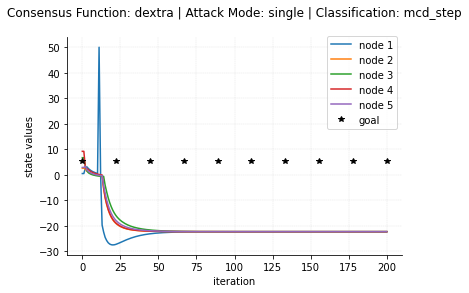 Consensus Function: dextra | Attack Mode: single | Classification: mcd_step
50
40
30
20
10
0
−10
−20
−30
state values
0
25
50
75
100
125
150
175
200
iteration
node 1
node 2
node 3
node 4
node 5
goal